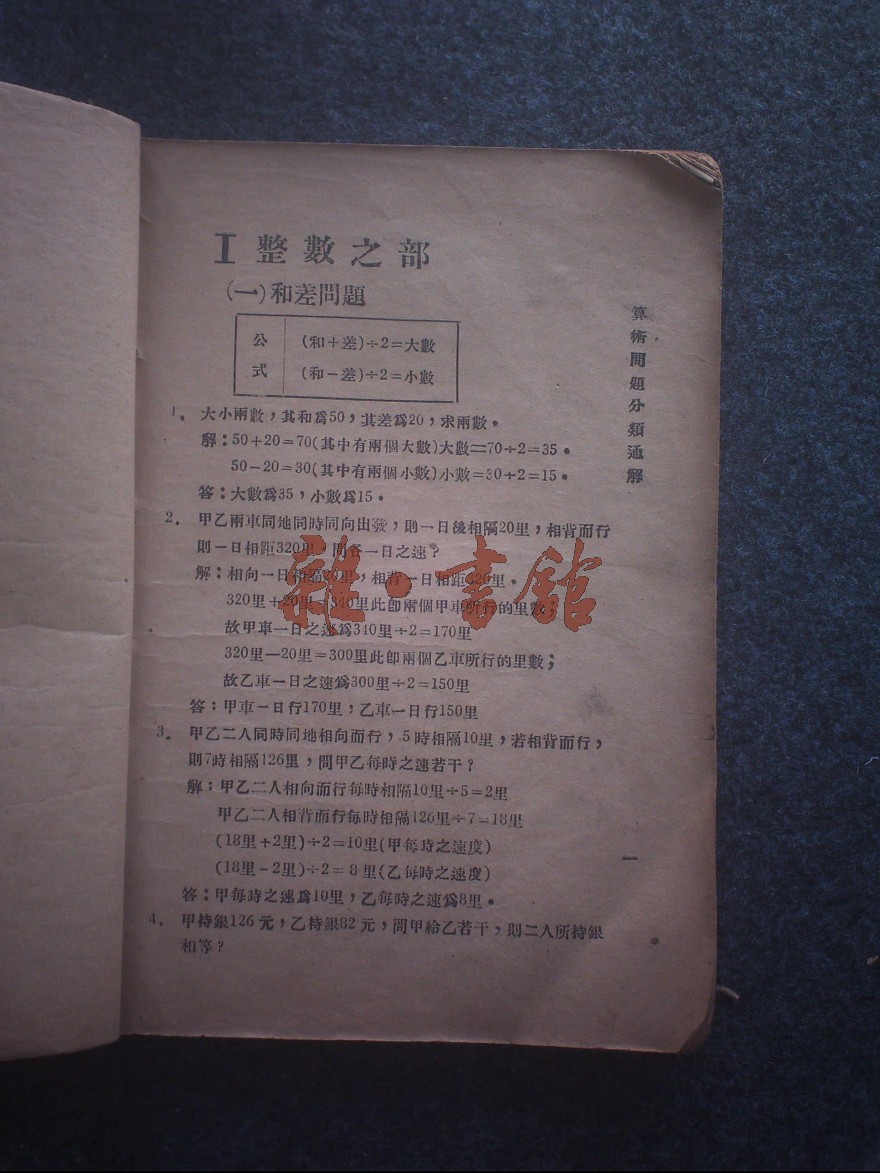 I 整數之部
(一)和差問題
公式
(和+差)÷2=大數
(和-差)÷2=小數
1. 大小兩數，其和爲50，其差爲20，求兩數。
解：50+20=70(其中有兩個大數)大數=70÷2=35。
50-20=30(其中有兩個小數)小數=30÷2=15。
答：大數爲35，小數爲15。
2. 甲乙兩車同地同時同向出發，則一日後相隔20里，相背而行
則一日相距320里，問各一日之速？
解：相向一日相隔20里，相背一日相距320里。
320里+20里=340里此卽兩個甲車所行的里數；
故甲車一日之速爲340里÷2=170里
320里—20里=300里此卽兩個乙車所行的里數；
故乙車一日之速爲300里÷2=150里
答：甲車一日行170里，乙車一日行150里
3. 甲乙二人同時同地相向而行，5時相隔10里，若相背而行，
則7時相隔126里，問甲乙每時之速若干？
解：甲乙二人相向而行每時相隔10里÷5=2里
甲乙二人相背而行每時相隔126里÷7=18里
(18里+2里)÷2=10里(甲每時之速度)
(18里-2里)÷2=8里(乙每時之速度)
答：甲每時之速爲10里，乙每時之速爲8里。
4. 甲持銀126元，乙持銀82元，問甲給乙若干，則二人所持銀
相等？
算術問題分類通解
一
雜·書館